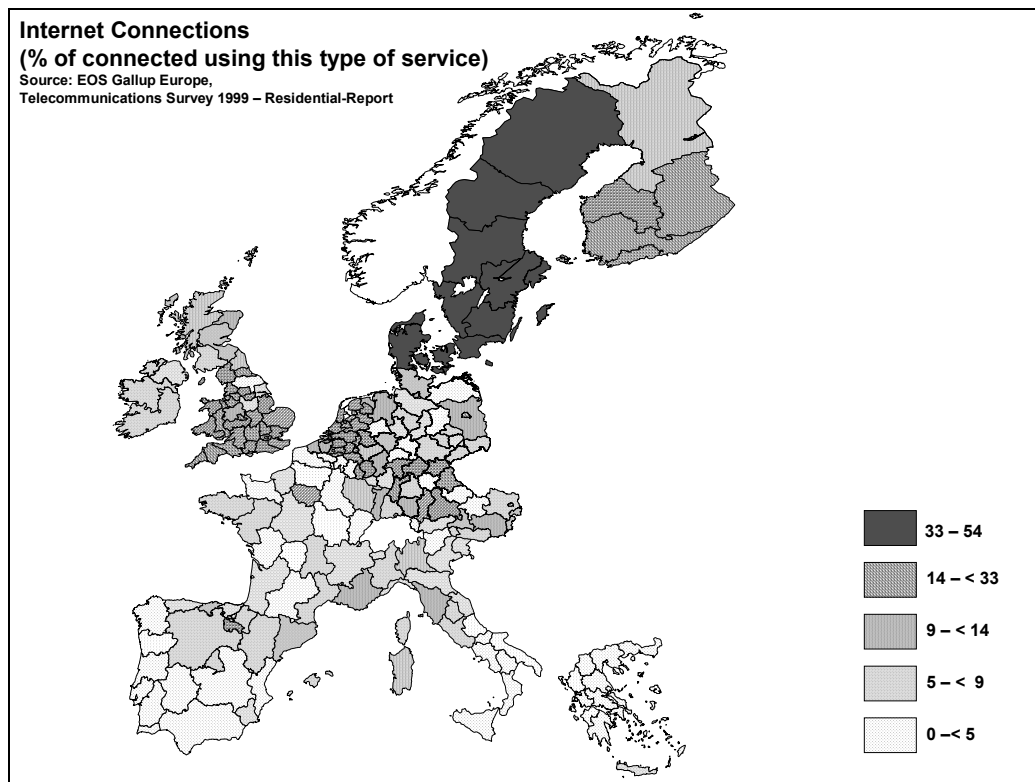 Internet Connections
(% of connected using this type of service)
Source: EOS Gallup Europe,
Telecommunications Survey 1999 – Residential-Report
33 – 54
14 – < 33
9 – < 14
5 – < 9
0 –< 5